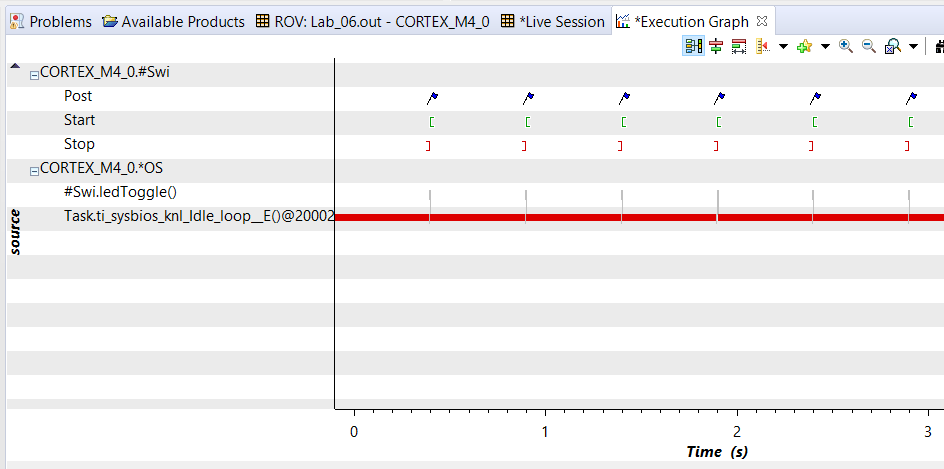 Problems Available Products ROV: Lab_06.out - CORTEX_M4_0 *Live Session *Execution Graph
CORTEX_M4_0.#Swi
Post
Start
Stop
CORTEX_M4_0.*OS
#Swi.ledToggle()
Task.ti_sysbios_knl_Idle_loop__E()@20002
source
0 1 2 3
Time (s)